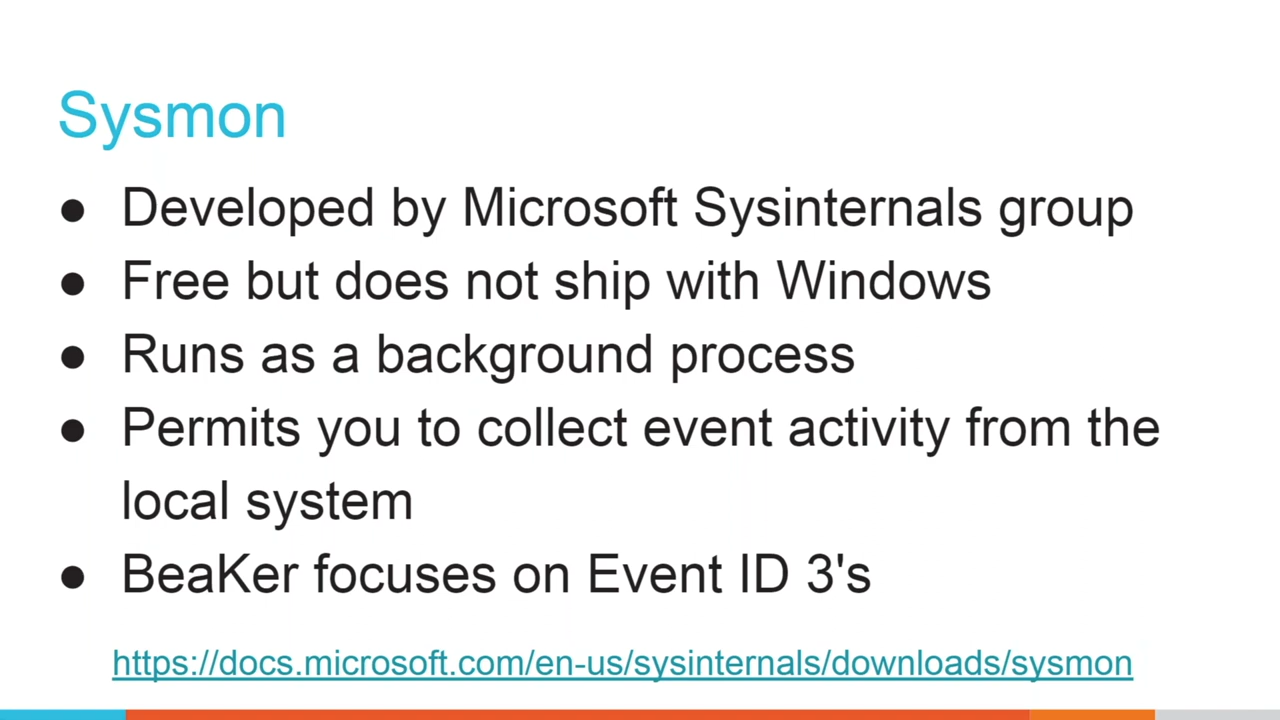 Sysmon
● Developed by Microsoft Sysinternals group
● Free but does not ship with Windows
● Runs as a background process
● Permits you to collect event activity from the
local system
● BeaKer focuses on Event ID 3's
https://docs.microsoft.com/en-us/sysinternals/downloads/sysmon